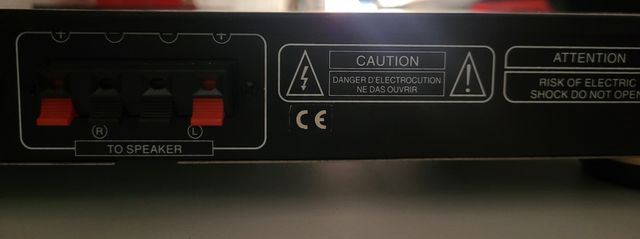 + - - +
R L
TO SPEAKER
CAUTION
DANGER D'ELECTROCUTION
NE DAS OUVRIR
CE
ATTENTION
RISK OF ELECTRIC
SHOCK DO NOT OPEN